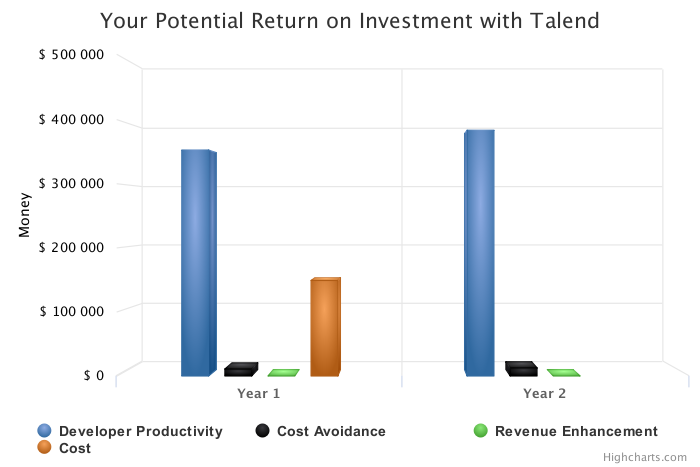 Your Potential Return on Investment with Talend
$ 500 000
$ 400 000
$ 300 000
$ 200 000
$ 100 000
$ 0
Money
Year 1
Year 2
Developer Productivity
Cost Avoidance
Revenue Enhancement
Cost
Highcharts.com